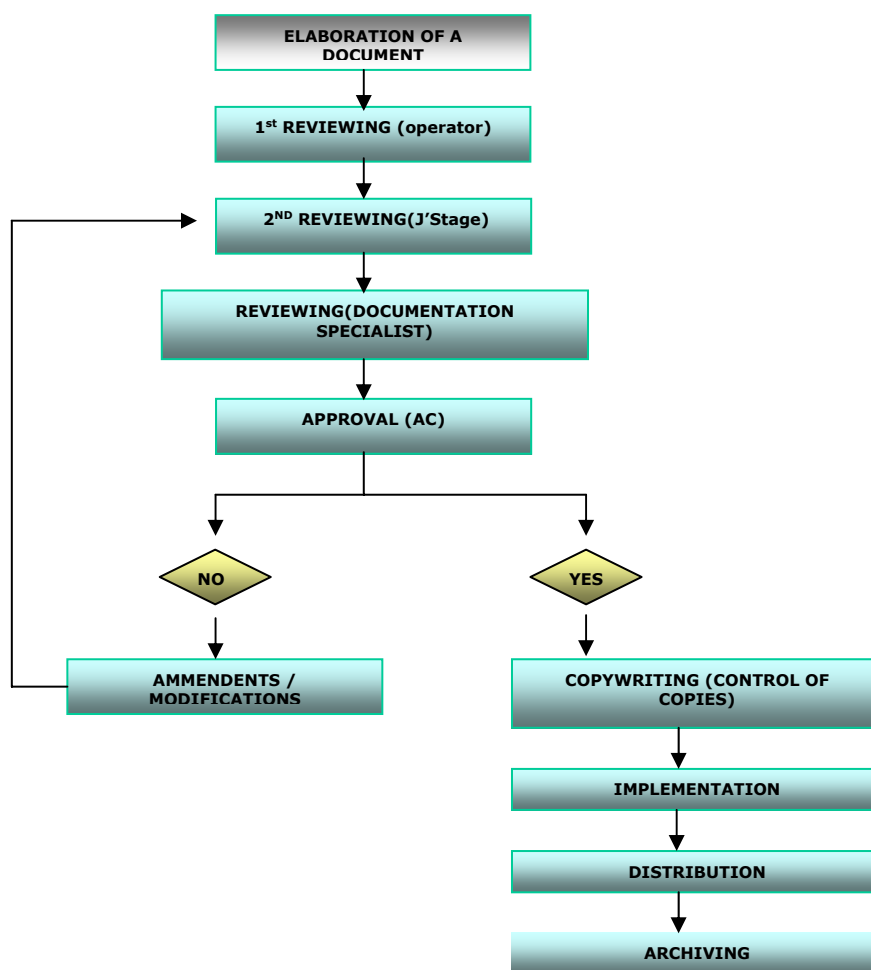 ELABORATION OF A
DOCUMENT
1st REVIEWING (operator)
2ND REVIEWING(J'Stage)
REVIEWING(DOCUMENTATION
SPECIALIST)
APPROVAL (AC)
NO
YES
AMMENDENTS /
MODIFICATIONS
COPYWRITING (CONTROL OF
COPIES)
IMPLEMENTATION
DISTRIBUTION
ARCHIVING